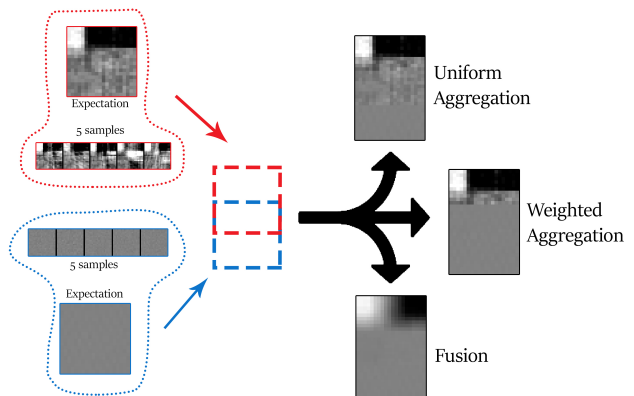 Expectation
5 samples
5 samples
Expectation
Uniform
Aggregation
Weighted
Aggregation
Fusion